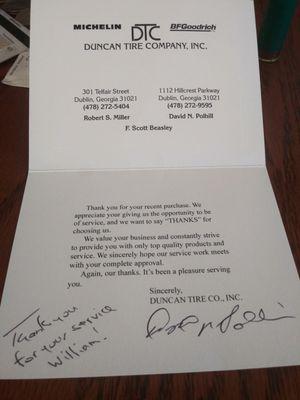 MICHELIN DTC BFGoodrich
DUNCAN TIRE COMPANY, INC.
301 Telfair Street 1112 Hillcrest Parkway
Dublin, Georgia 31021 Dublin, Georgia 31021
(478) 272-5404 (478) 272-9595
Robert S. Miller David N. Polhill
F. Scott Beasley
Thank you for your recent purchase. We
appreciate your giving us the opportunity to be
of service, and we want to say "THANKS" for
choosing us.
We value your business and constantly strive
to provide you with only top quality products and
service. We sincerely hope our service work meets
with your complete approval.
Again, our thanks. It's been a pleasure serving
you.
Sincerely,
DUNCAN TIRE CO., INC.
Thank you
for your service
William!